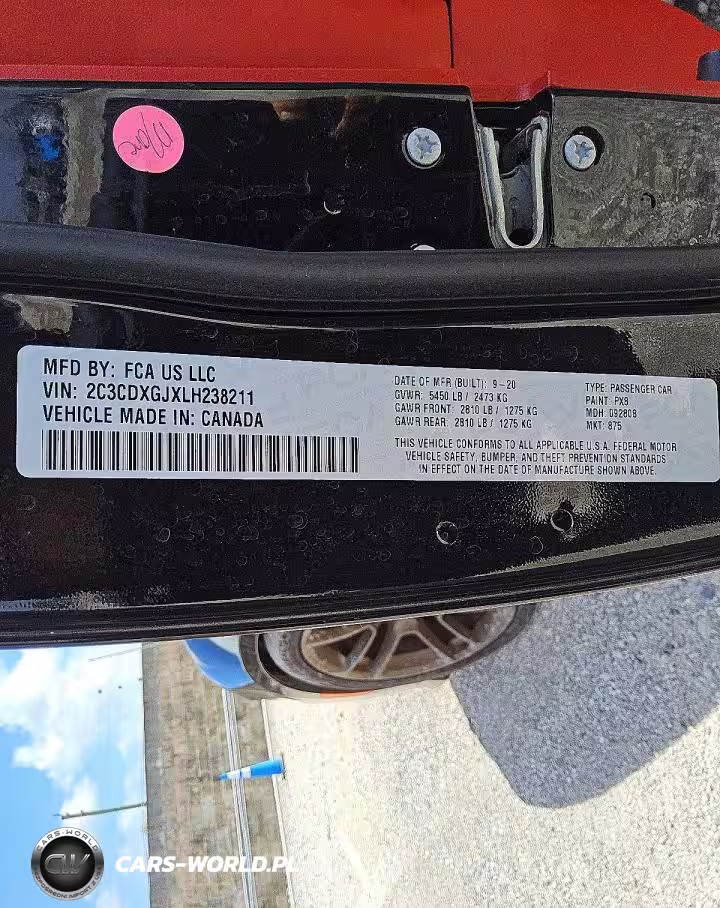 MFD BY: FCA US LLC
VIN: 2C3CDXGJXLH238211
VEHICLE MADE IN: CANADA
DATE OF MFR (BUILT): 9-20
GVWR: 5450 LB / 2473 KG
GAWR FRONT: 2810 LB / 1275 KG
GAWR REAR: 2810 LB / 1275 KG
TYPE: PASSENGER CAR
PAINT: PX8
MDH: 092808
MKT: 875
THIS VEHICLE CONFORMS TO ALL APPLICABLE U.S.A. FEDERAL MOTOR
VEHICLE SAFETY, BUMPER, AND THEFT PREVENTION STANDARDS
IN EFFECT ON THE DATE OF MANUFACTURE SHOWN ABOVE.
CARS-WORLD
CW
CARS-WORLD.PL